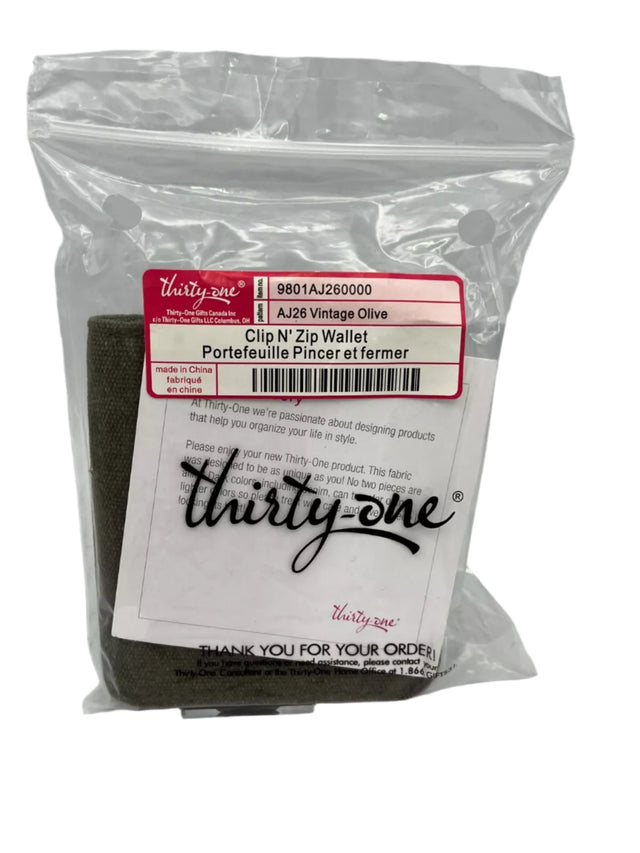 thirty-one®
Thirty-One Gifts Canada Inc
c/o Thirty-One Gifts LLC Columbus, OH
item no.
9801AJ260000
pattern
AJ26 Vintage Olive
Clip N' Zip Wallet
Portefeuille Pincer et fermer
made in China
fabriqué
en chine
At Thirty-One we're passionate about designing products
that help you organize your life in style.
Please enjoy your new Thirty-One product. This fabric
was designed to be as unique as you! No two pieces are
thirty-one®
thirty-one
THANK YOU FOR YOUR ORDER!
If you have questions or need assistance, please contact your
Thirty-One Consultant or the Thirty-One Home Office at 1.866.GIFTS31.